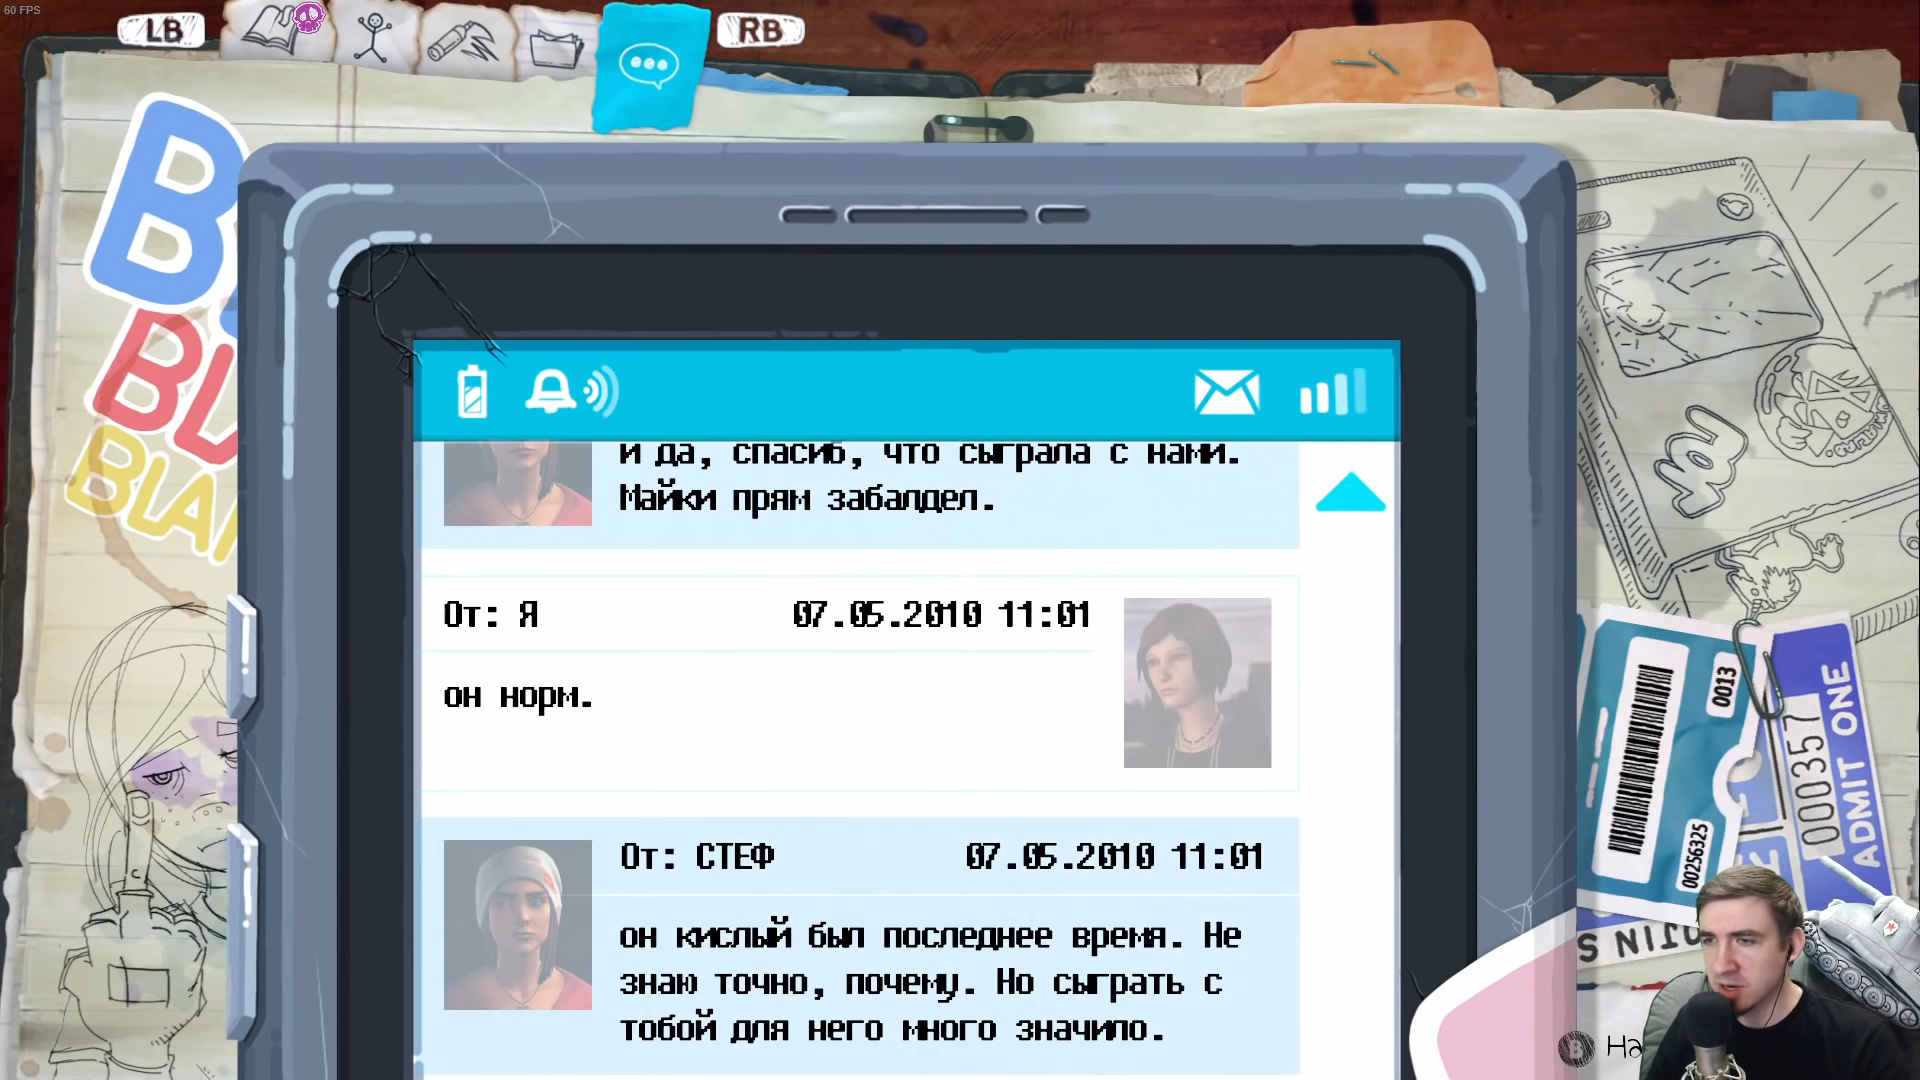 60 FPS
LB
RB
и да, спасиб, что сыграла с нами.
Майки прям забалдел.
От: Я 07.05.2010 11:01
он норм.
От: СТЕФ 07.05.2010 11:01
он кислый был последнее время. Не
знаю точно, почему. Но сыграть с
тобой для него много значило.
0013
00256325
000357
ADMIT ONE
B
На